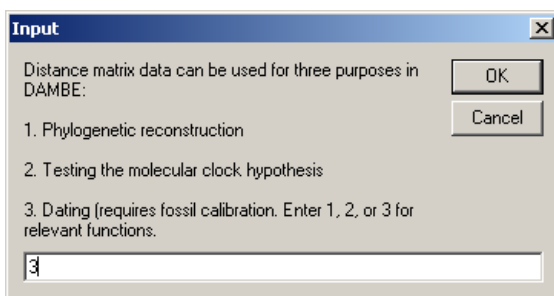 Input
Distance matrix data can be used for three purposes in
DAMBE:
OK
Cancel
1. Phylogenetic reconstruction
2. Testing the molecular clock hypothesis
3. Dating (requires fossil calibration. Enter 1, 2, or 3 for
relevant functions.
3